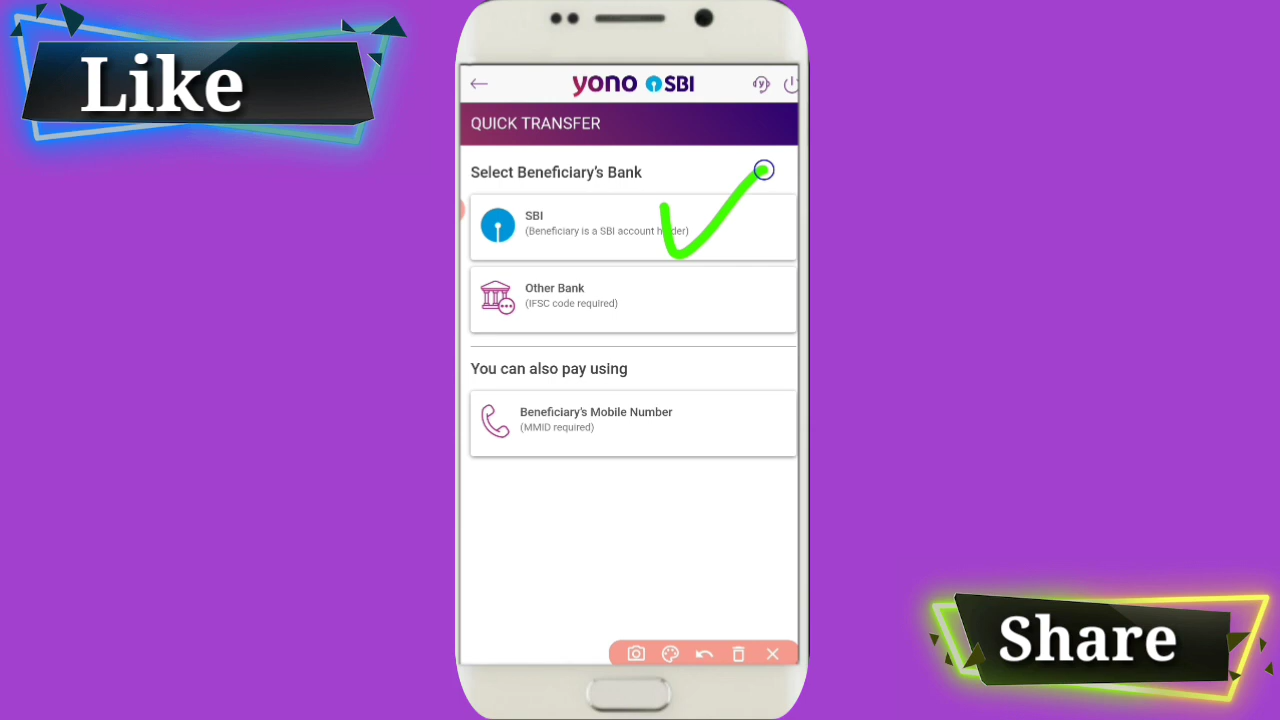 Like
yono SBI
QUICK TRANSFER
Select Beneficiary's Bank
SBI
(Beneficiary is a SBI account holder)
Other Bank
(IFSC code required)
You can also pay using
Beneficiary's Mobile Number
(MMID required)
Share